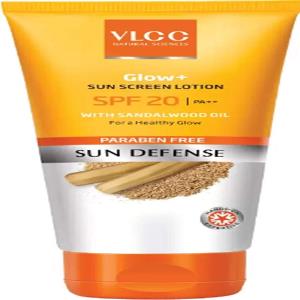 VLCC
NATURAL SCIENCES
Glow+
SUN SCREEN LOTION
SPF 20 | PA++
WITH SANDALWOOD OIL
For a Healthy Glow
PARABEN FREE
SUN DEFENSE